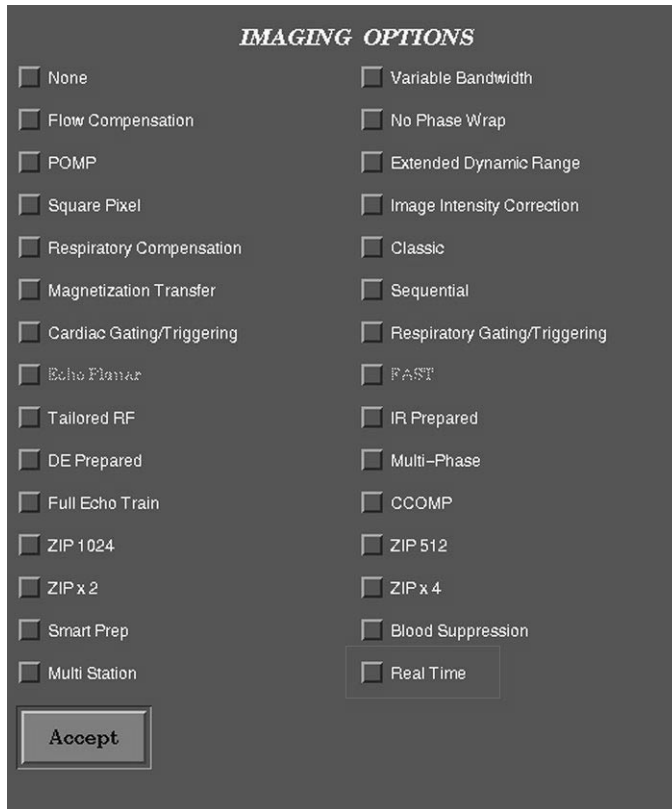 IMAGING OPTIONS
None Variable Bandwidth
Flow Compensation No Phase Wrap
POMP Extended Dynamic Range
Square Pixel Image Intensity Correction
Respiratory Compensation Classic
Magnetization Transfer Sequential
Cardiac Gating/Triggering Respiratory Gating/Triggering
Echo Planar FAST
Tailored RF IR Prepared
DE Prepared Multi-Phase
Full Echo Train CCOMP
ZIP 1024 ZIP 512
ZIP x 2 ZIP x 4
Smart Prep Blood Suppression
Multi Station Real Time
Accept